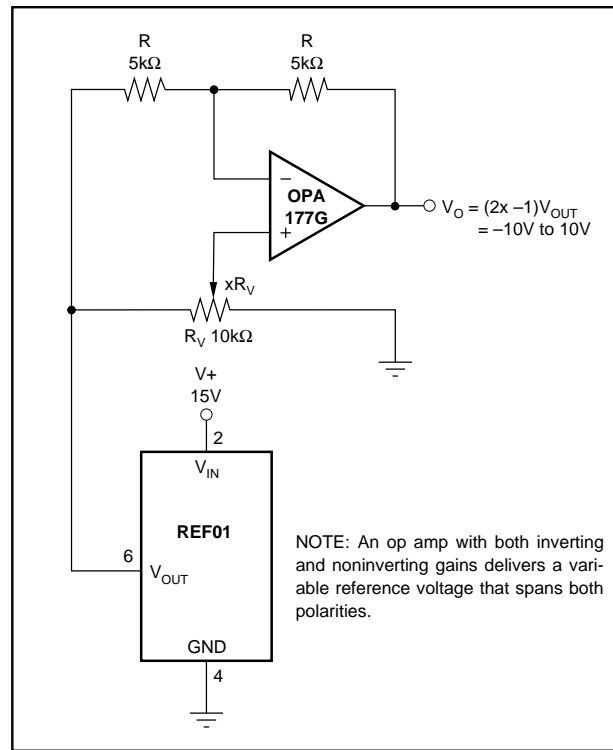 R
5kΩ
R
5kΩ
–
OPA
177G
+
V_O = (2x –1)V_OUT
= –10V to 10V
xR_V
R_V 10kΩ
V+
15V
2
V_IN
REF01
6
V_OUT
GND
4
NOTE: An op amp with both inverting
and noninverting gains delivers a vari-
able reference voltage that spans both
polarities.